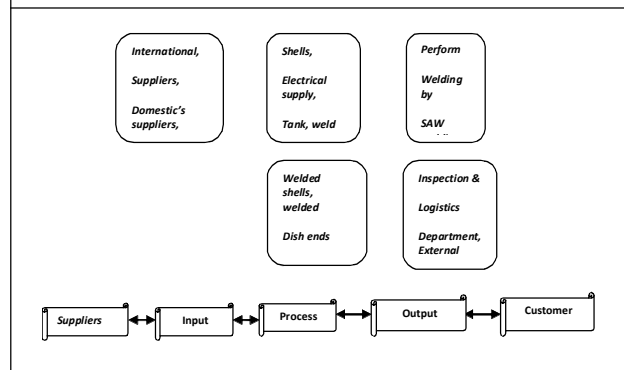 International,
Suppliers,
Domestic's
suppliers,
Shells,
Electrical
supply,
Tank, weld
Perform
Welding
by
SAW
Welded
shells,
welded
Dish ends
Inspection &
Logistics
Department,
External
Suppliers
Input
Process
Output
Customer